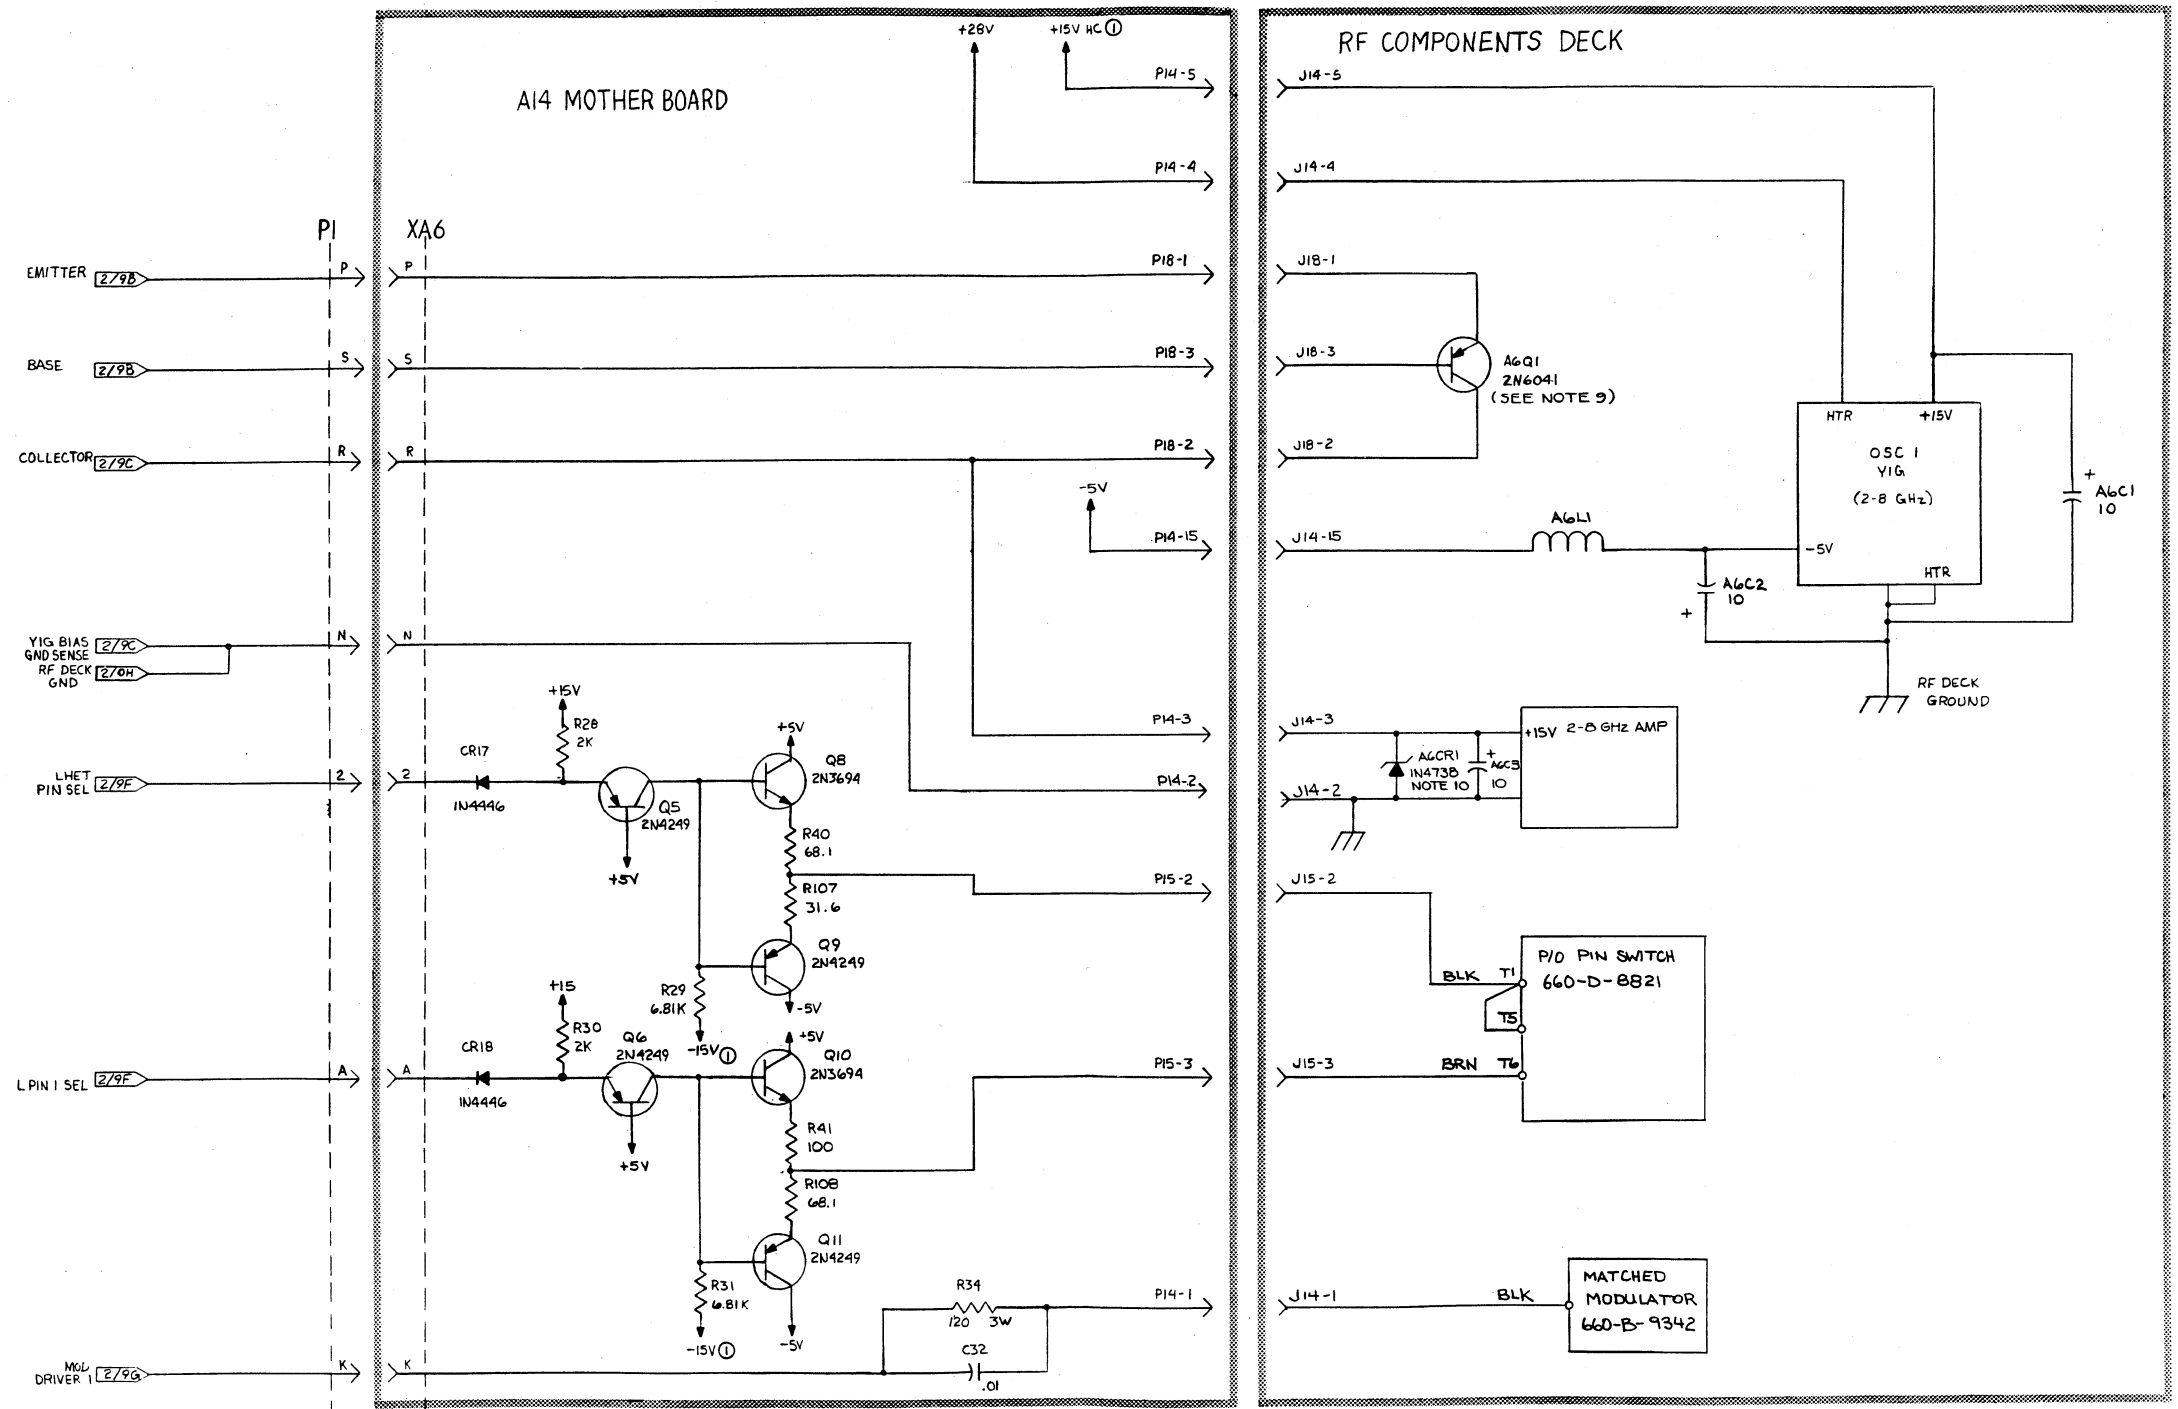 +28V
+15V HC ①
RF COMPONENTS DECK
A14 MOTHER BOARD
P14-5
J14-5
P14-4
J14-4
P1
XA6
EMITTER
2/9B
P
P
P18-1
J18-1
BASE
2/9B
S
S
P18-3
J18-3
A6Q1
2N6041
(SEE NOTE 9)
COLLECTOR
2/9C
R
R
P18-2
J18-2
HTR
+15V
OSC 1
YIG
(2-8 GHz)
-5V
HTR
+
A6C1
10
-5V
P14-15
J14-15
A6L1
A6C2
10
+
YIG BIAS
GND SENSE
2/9C
RF DECK
GND
2/0H
N
N
RF DECK
GROUND
P14-3
J14-3
+15V 2-8 GHz AMP
A6CR1
1N473B
NOTE 10
+
A6C3
10
P14-2
J14-2
LHET
PIN SEL
2/9F
2
2
CR17
1N4446
+15V
R28
2K
Q5
2N4249
+5V
+5V
Q8
2N3694
R40
68.1
R107
31.6
P15-2
J15-2
Q9
2N4249
-5V
R29
6.81K
-15V ①
P/O PIN SWITCH
660-D-8821
BLK
T1
T5
BRN
T6
L PIN 1 SEL
2/9F
A
A
CR18
1N4446
+15
R30
2K
Q6
2N4249
+5V
+5V
Q10
2N3694
P15-3
J15-3
R41
100
R108
68.1
Q11
2N4249
-5V
R31
6.81K
-15V ①
R34
120 3W
C32
.01
P14-1
J14-1
BLK
MATCHED
MODULATOR
660-B-9342
MOD
DRIVER 1
2/9G
K
K